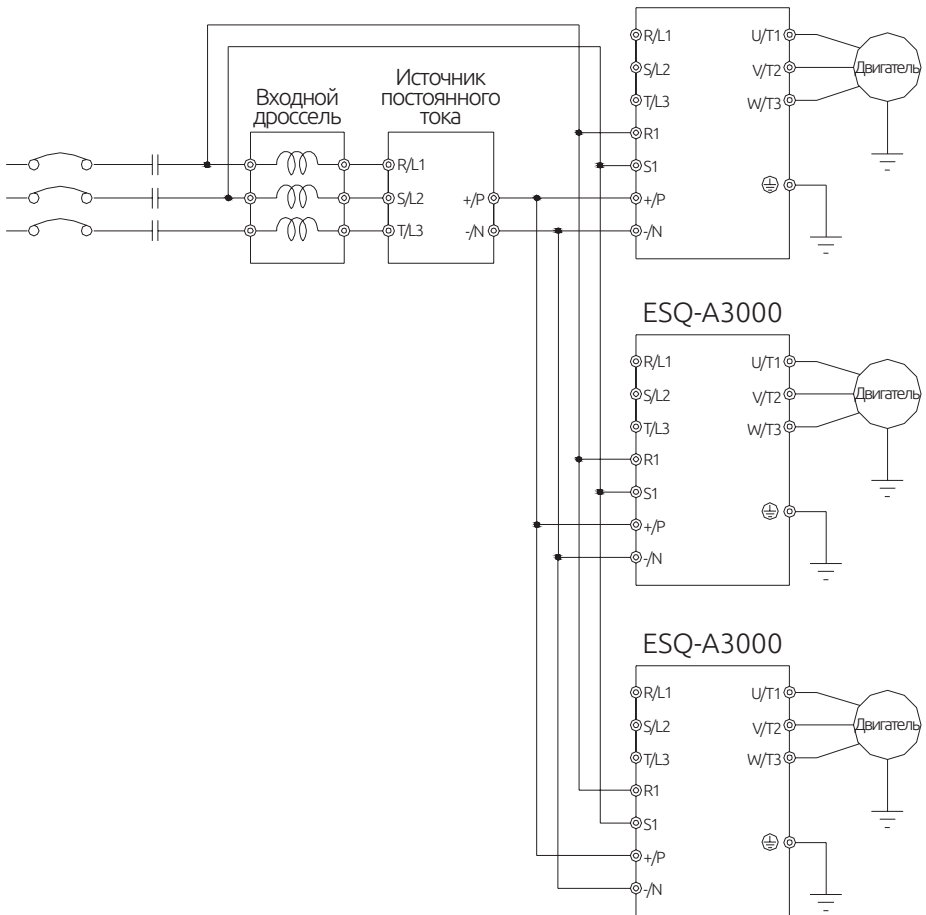 R/L1
U/T1
S/L2
V/T2
Двигатель
T/L3
W/T3
R1
S1
+/P
-/N
Входной
дроссель
Источник
постоянного
тока
R/L1
S/L2
+/P
T/L3
-/N
ESQ-A3000
R/L1
U/T1
S/L2
V/T2
Двигатель
T/L3
W/T3
R1
S1
+/P
-/N
ESQ-A3000
R/L1
U/T1
S/L2
V/T2
Двигатель
T/L3
W/T3
R1
S1
+/P
-/N